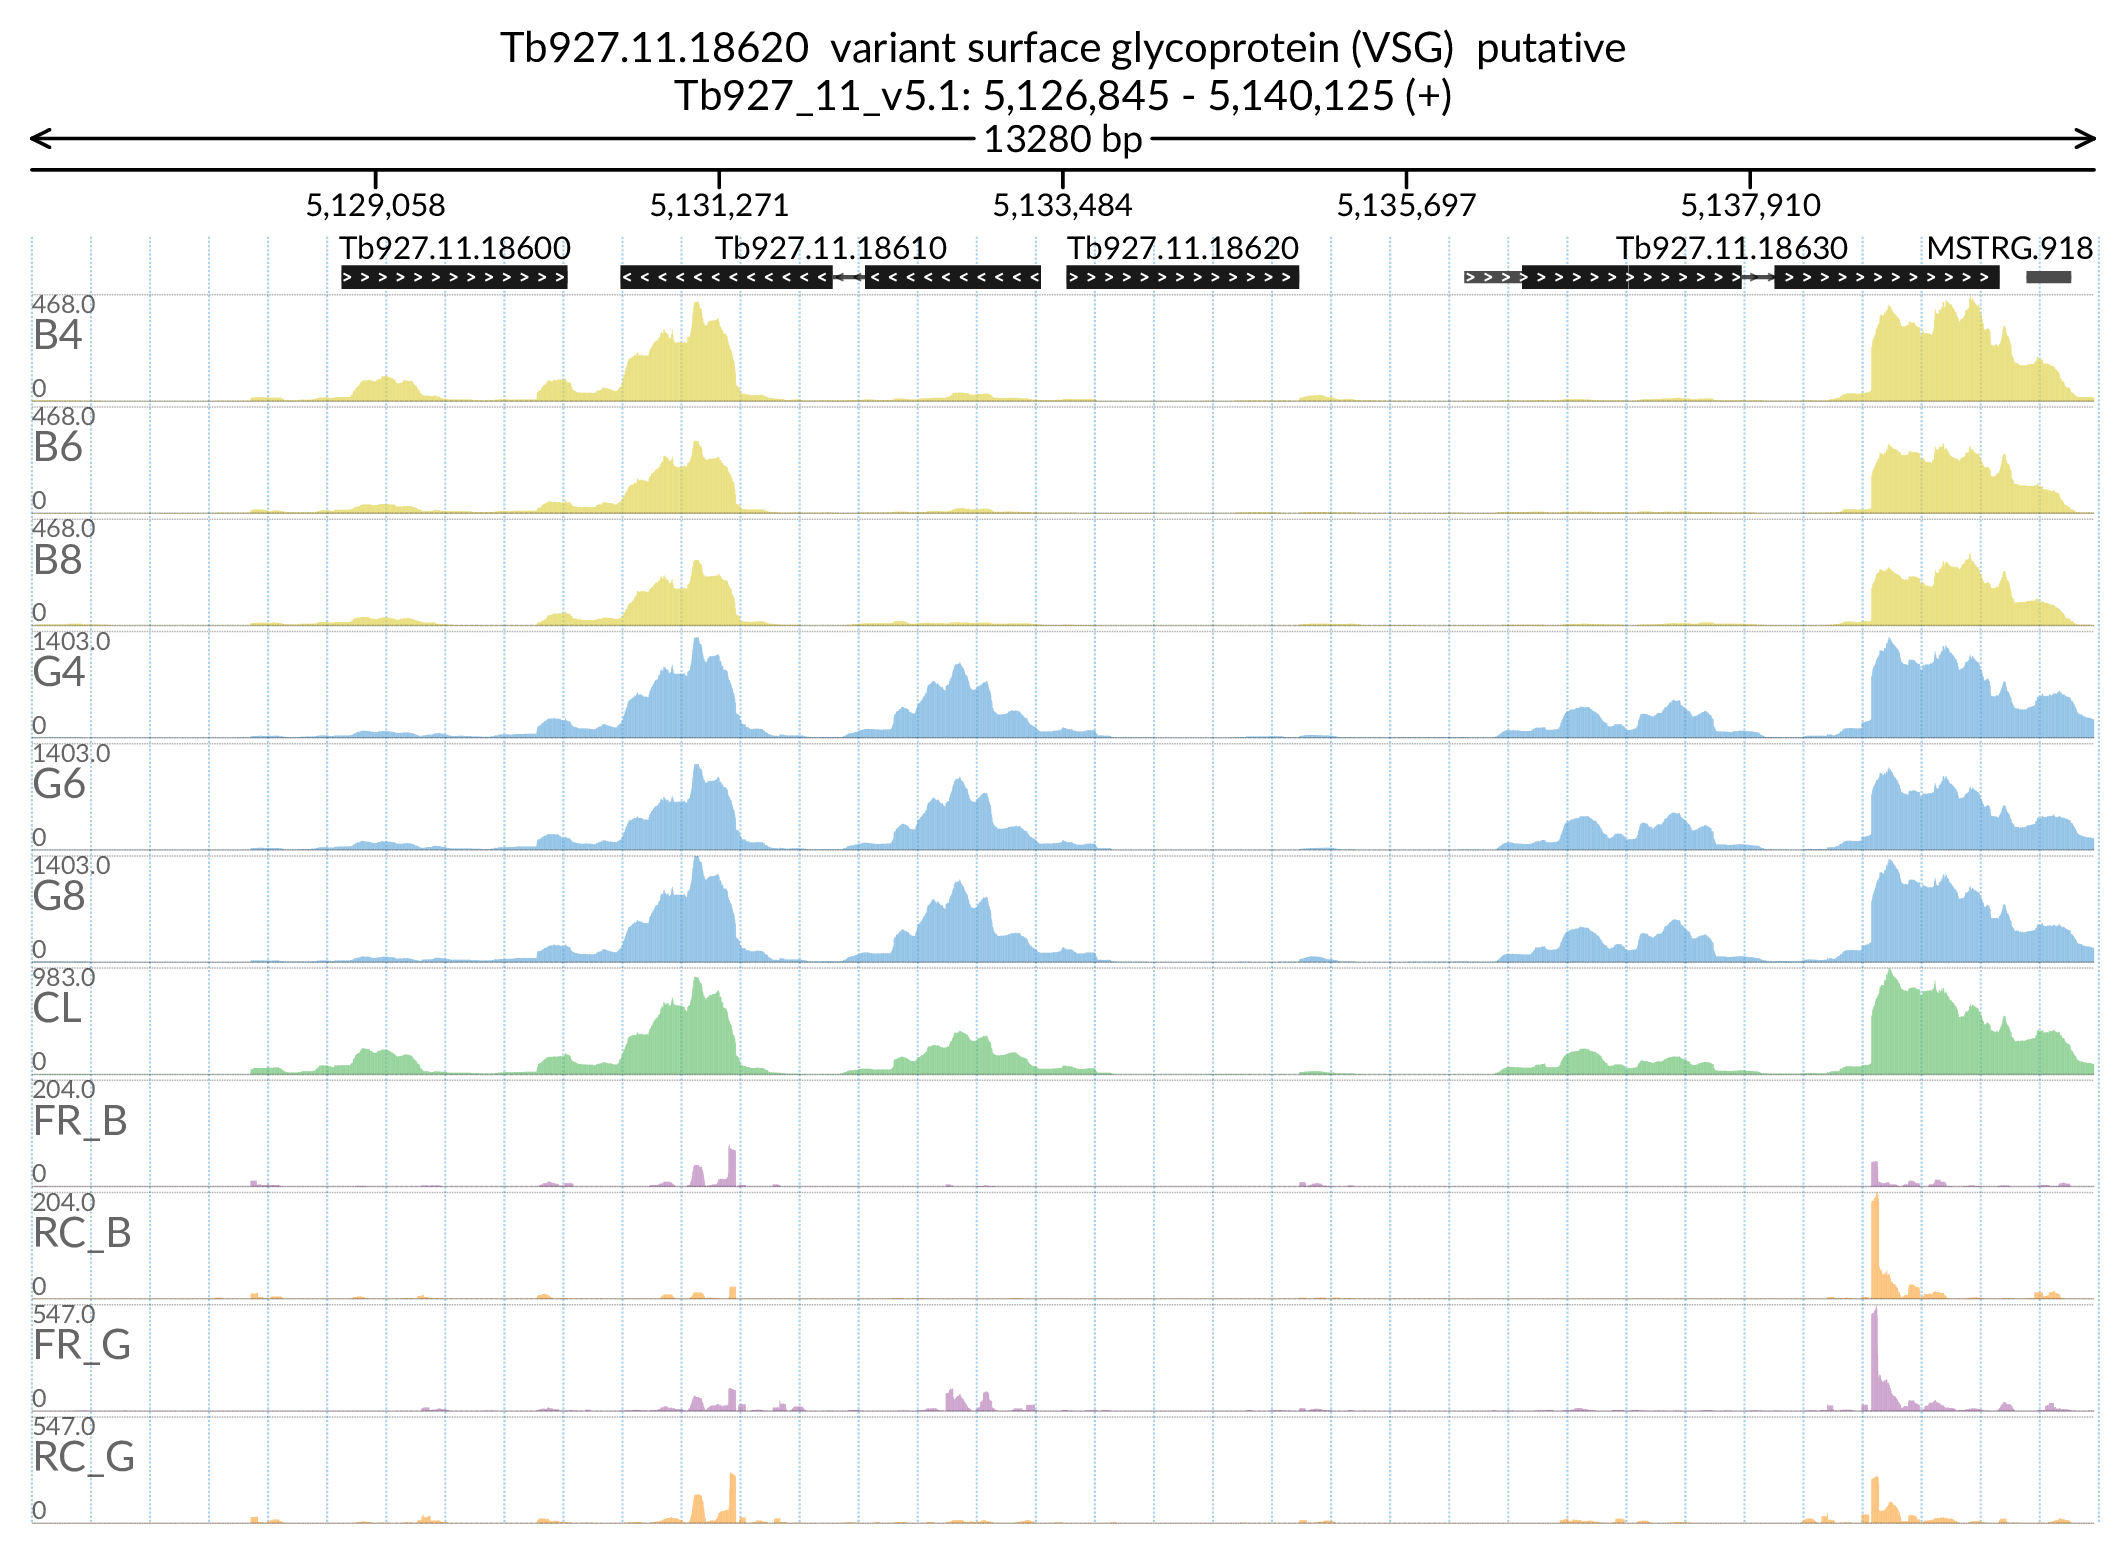 Tb927.11.18620 variant surface glycoprotein (VSG) putative
Tb927_11_v5.1: 5,126,845 - 5,140,125 (+)
13280 bp
5,129,058 5,131,271 5,133,484 5,135,697 5,137,910
Tb927.11.18600 Tb927.11.18610 Tb927.11.18620 Tb927.11.18630 MSTRG.918
468.0
B4
0
468.0
B6
0
468.0
B8
0
1403.0
G4
0
1403.0
G6
0
1403.0
G8
0
983.0
CL
0
204.0
FR_B
0
204.0
RC_B
0
547.0
FR_G
0
547.0
RC_G
0